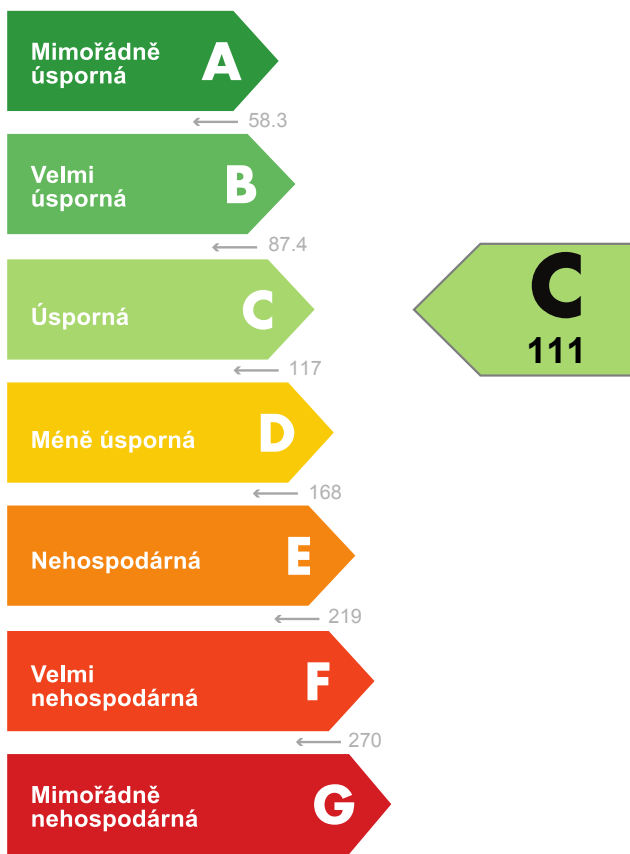 Mimořádně
úsporná
A
58.3
Velmi
úsporná
B
87.4
Úsporná
C
117
C
111
Méně úsporná
D
168
Nehospodárná
E
219
Velmi
nehospodárná
F
270
Mimořádně
nehospodárná
G